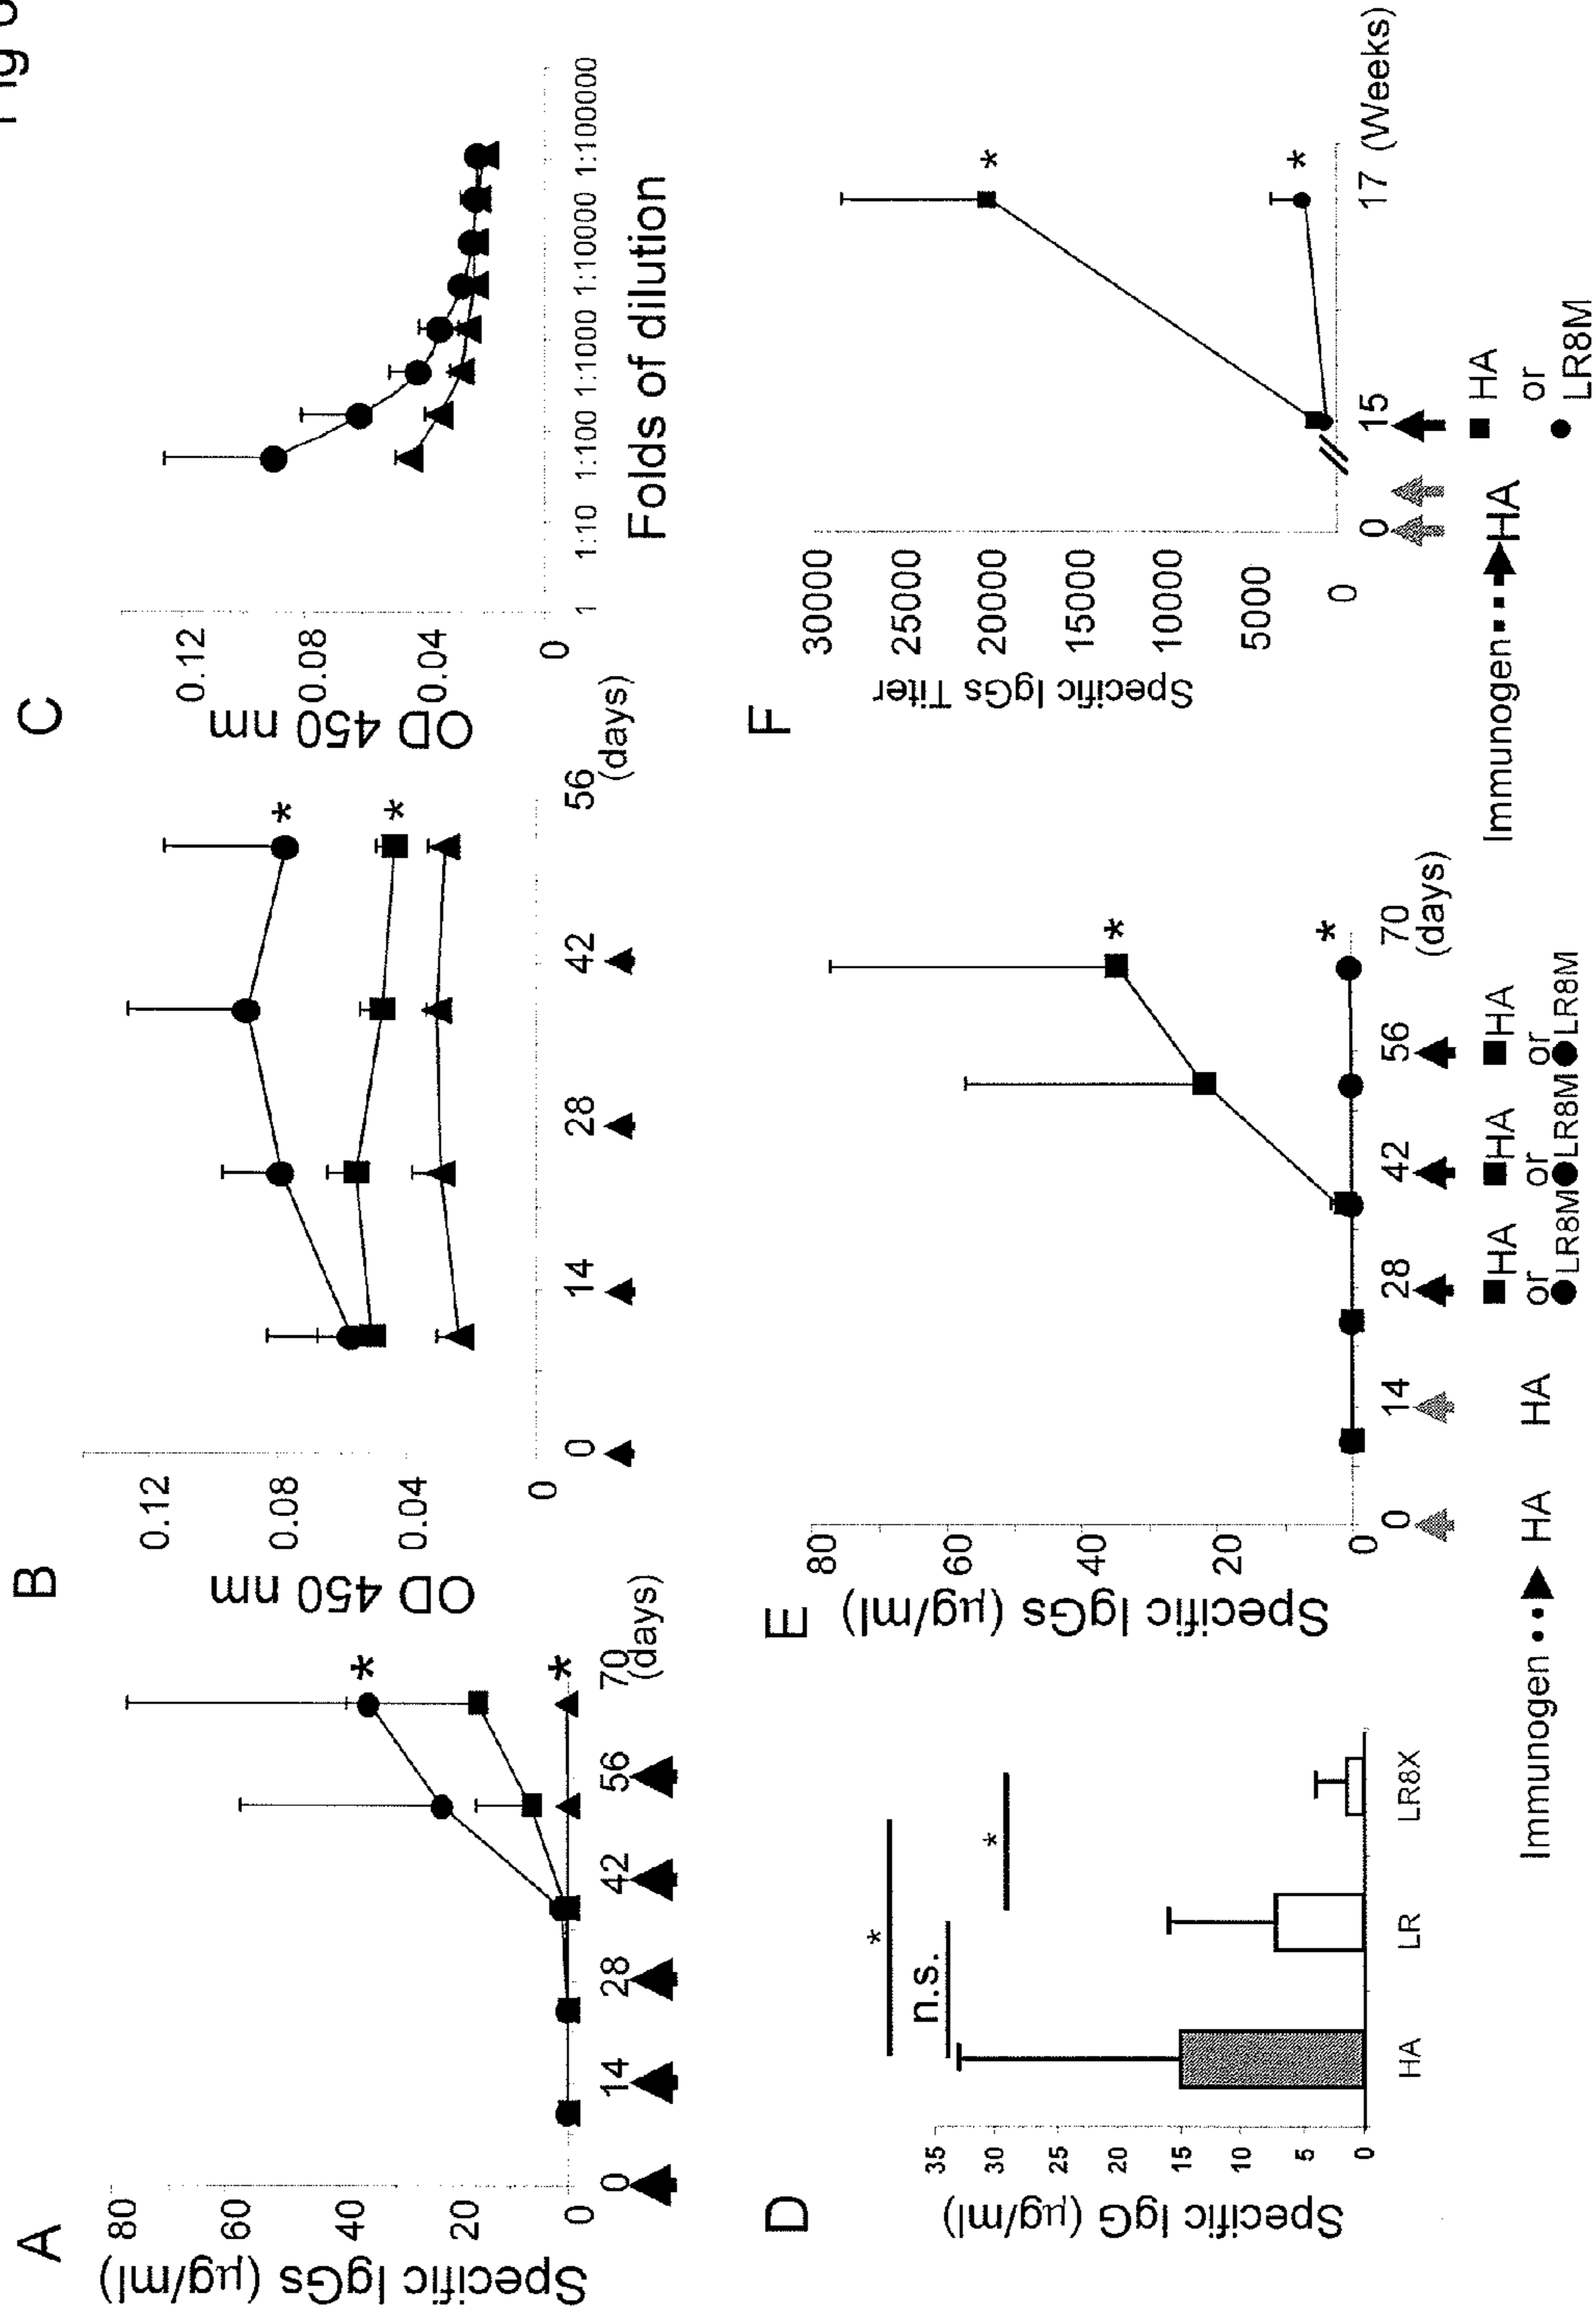 Fig
A
Specific IgGs (μg/ml)
80
60
40
20
0
*
*
0 14 28 42 56 70
(days)
B
OD 450 nm
0.12
0.08
0.04
0
*
*
0 14 28 42 56
(days)
C
OD 450 nm
0.12
0.08
0.04
0
1 1:10 1:100 1:1000 1:10000 1:100000
Folds of dilution
D
Specific IgG (μg/ml)
35
30
25
20
15
10
5
0
*
n.s.
*
HA LR LR8X
E
Specific IgGs (μg/ml)
80
60
40
20
0
*
*
0 14 28 42 56 70
(days)
Immunogen HA HA HA HA HA
or or or
LR8M LR8M LR8M
F
Specific IgGs Titer
30000
25000
20000
15000
10000
5000
0
*
*
0 15 17 (Weeks)
Immunogen HA HA
or
LR8M